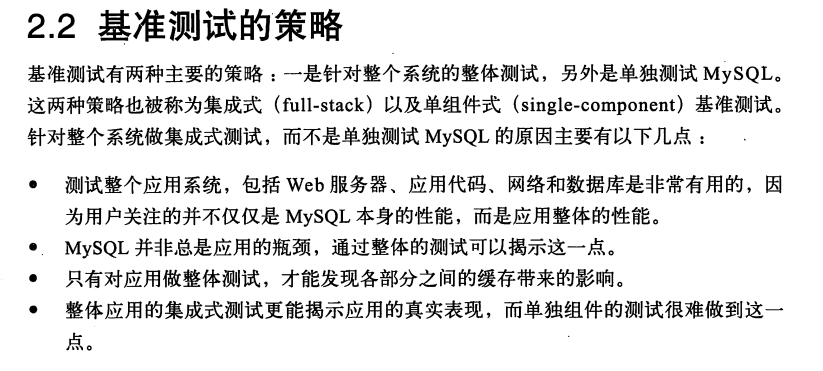 2.2 基准测试的策略
基准测试有两种主要的策略：一是针对整个系统的整体测试，另外是单独测试 MySQL。
这两种策略也被称为集成式（full-stack）以及单组件式（single-component）基准测试。
针对整个系统做集成式测试，而不是单独测试 MySQL 的原因主要有以下几点：
• 测试整个应用系统，包括 Web 服务器、应用代码、网络和数据库是非常有用的，因
为用户关注的并不仅仅是 MySQL 本身的性能，而是应用整体的性能。
• MySQL 并非总是应用的瓶颈，通过整体的测试可以揭示这一点。
• 只有对应用做整体测试，才能发现各部分之间的缓存带来的影响。
• 整体应用的集成式测试更能揭示应用的真实表现，而单独组件的测试很难做到这一
点。